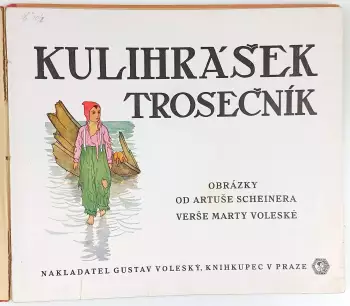 KULIHRÁŠEK
TROSEČNÍK
OBRÁZKY
OD ARTUŠE SCHEINERA
VERŠE MARTY VOLESKÉ
NAKLADATEL GUSTAV VOLESKÝ, KNIHKUPEC V PRAZE